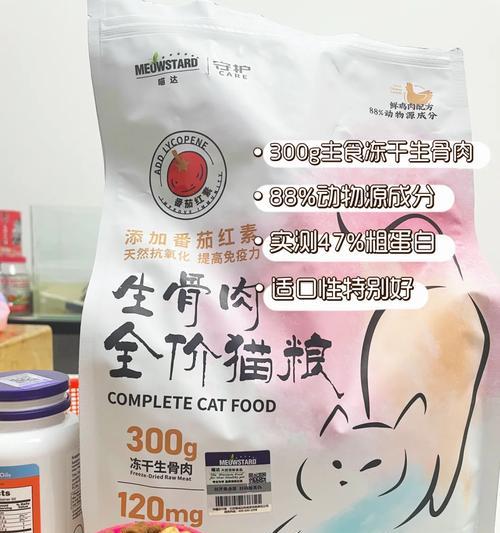 MEOWSTARD
喵达
守护
CARE
鲜鸡肉配方
88%动物源成分
ADD LYCOPENE
番茄红素
IMPROVE IMMUNITY
• 300g主食冻干生骨肉
• 88%动物源成分
• 实测47%粗蛋白
• 适口性特别好
添加番茄红素
天然抗氧化 提高免疫力
生骨肉
全价猫粮
COMPLETE CAT FOOD
300g
冻干生骨肉
Freeze-Dried Raw Meat
120mg
MEOWSTARD
Oils
cts